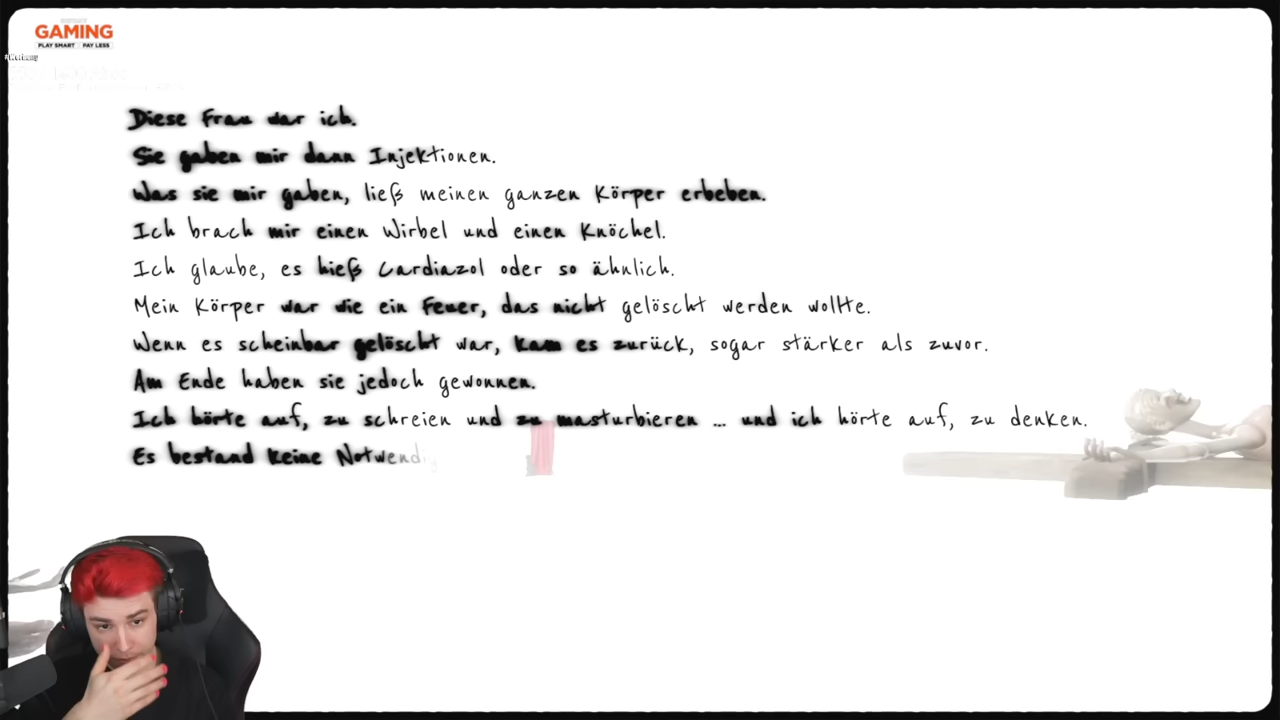 GAMING
PLAY SMART PAY LESS
#Werbung
Diese Frau war ich.
Sie gaben mir dann Injektionen.
Was sie mir gaben, ließ meinen ganzen Körper erbeben.
Ich brach mir einen Wirbel und einen Knöchel.
Ich glaube, es hieß Cardiazol oder so ähnlich.
Mein Körper war wie ein Feuer, das nicht gelöscht werden wollte.
Wenn es scheinbar gelöscht war, kam es zurück, sogar stärker als zuvor.
Am Ende haben sie jedoch gewonnen.
Ich hörte auf, zu schreien und zu masturbieren ... und ich hörte auf, zu denken.
Es bestand keine Notwendig